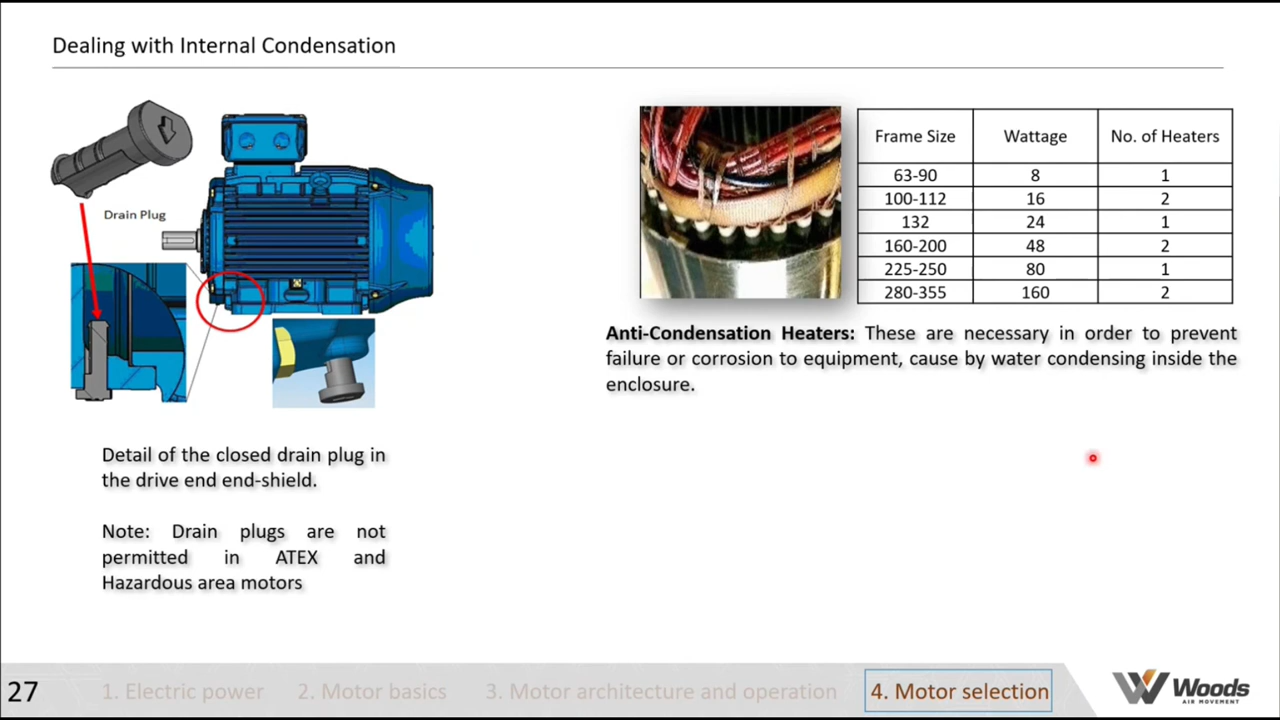 Dealing with Internal Condensation
Drain Plug
Frame Size Wattage No. of Heaters
63-90 8 1
100-112 16 2
132 24 1
160-200 48 2
225-250 80 1
280-355 160 2
Anti-Condensation Heaters: These are necessary in order to prevent
failure or corrosion to equipment, cause by water condensing inside the
enclosure.
Detail of the closed drain plug in
the drive end end-shield.
Note: Drain plugs are not
permitted in ATEX and
Hazardous area motors
27 1. Electric power 2. Motor basics 3. Motor architecture and operation 4. Motor selection
Woods
AIR MOVEMENT